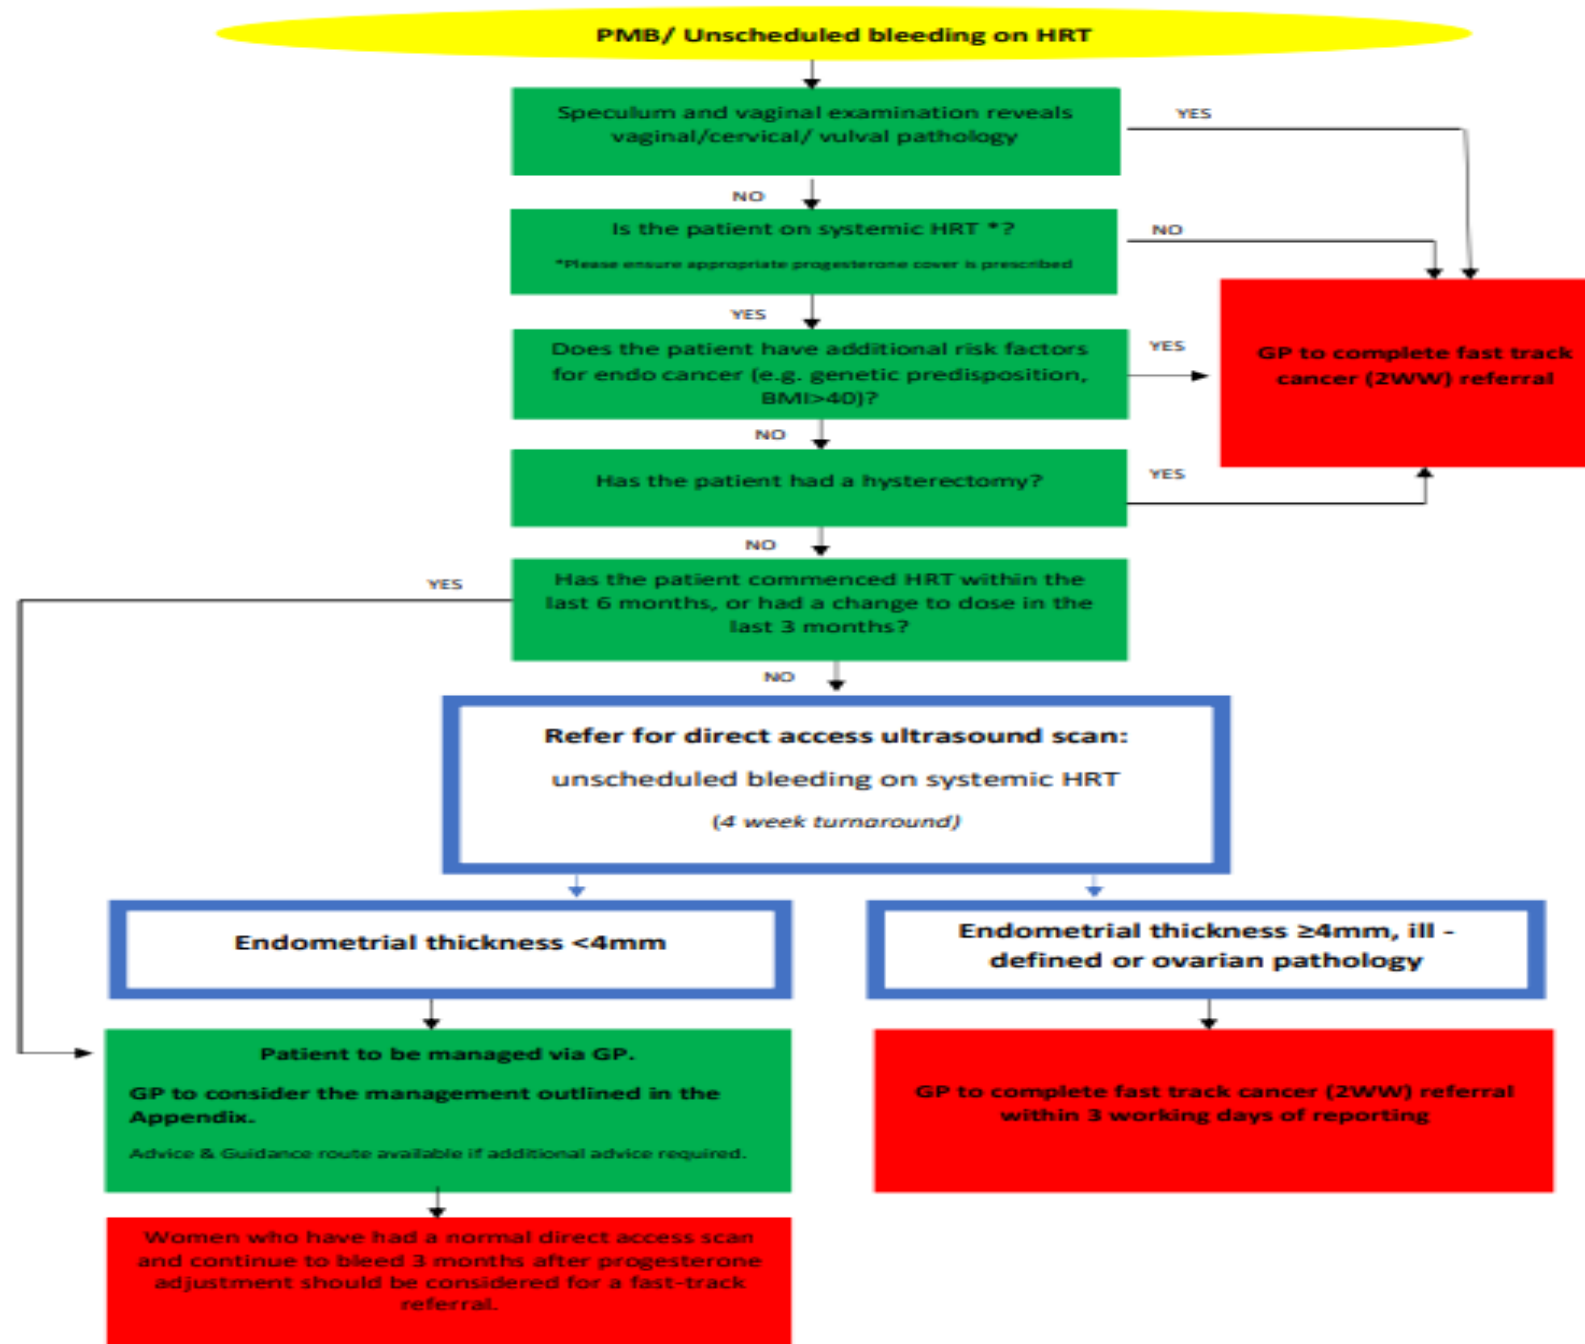 PMB/ Unscheduled bleeding on HRT
Speculum and vaginal examination reveals
vaginal/cervical/ vulval pathology
YES
NO
Is the patient on systemic HRT *?
*Please ensure appropriate progesterone cover is prescribed
NO
YES
Does the patient have additional risk factors
for endo cancer (e.g. genetic predisposition,
BMI>40)?
YES
GP to complete fast track
cancer (2WW) referral
NO
Has the patient had a hysterectomy?
YES
NO
Has the patient commenced HRT within the
last 6 months, or had a change to dose in the
last 3 months?
YES
NO
Refer for direct access ultrasound scan:
unscheduled bleeding on systemic HRT
(4 week turnaround)
Endometrial thickness <4mm
Endometrial thickness ≥4mm, ill -
defined or ovarian pathology
Patient to be managed via GP.
GP to consider the management outlined in the
Appendix.
Advice & Guidance route available if additional advice required.
GP to complete fast track cancer (2WW) referral
within 3 working days of reporting
Women who have had a normal direct access scan
and continue to bleed 3 months after progesterone
adjustment should be considered for a fast-track
referral.